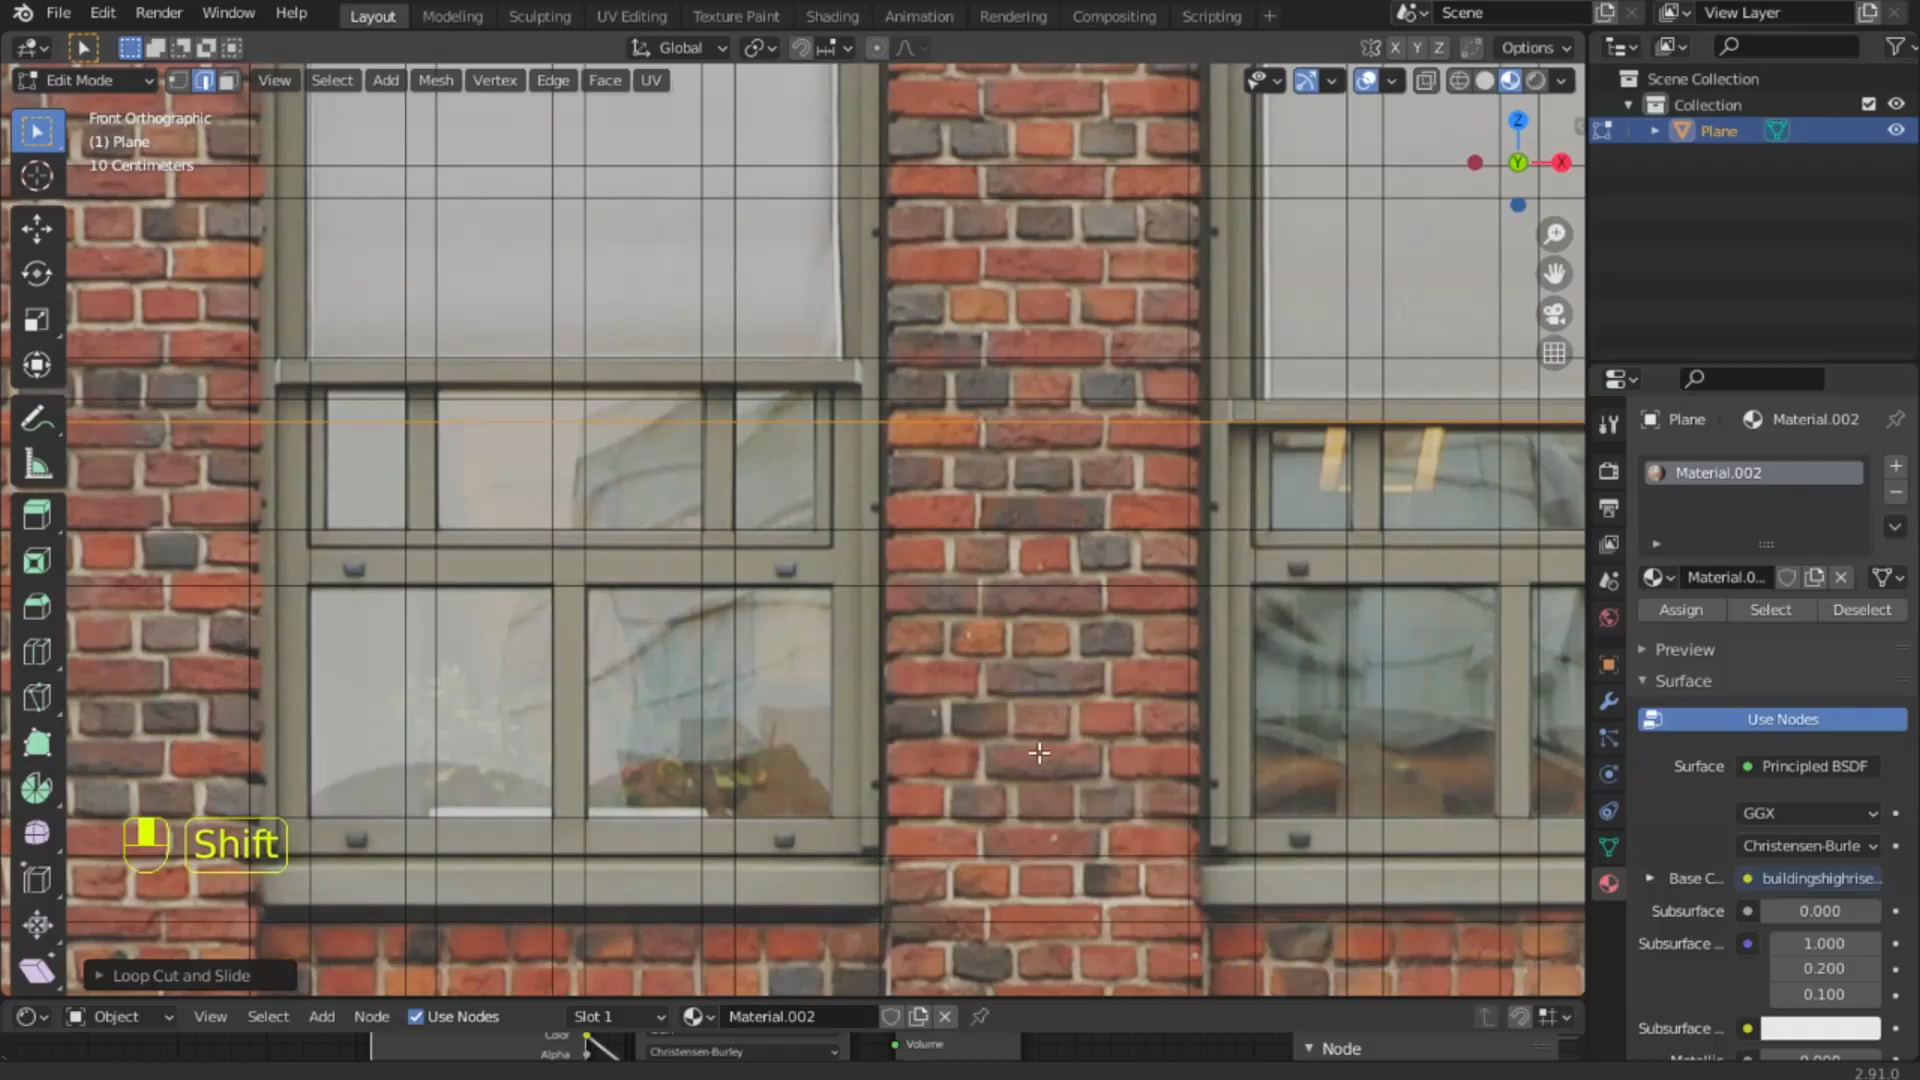 File Edit Render Window Help Layout Modeling Sculpting UV Editing Texture Paint Shading Animation Rendering Compositing Scripting + Scene View Layer
Global X Y Z Options
Edit Mode View Select Add Mesh Vertex Edge Face UV
Front Orthographic
(1) Plane
10 Centimeters
Z
Y
X
Shift
Loop Cut and Slide
Scene Collection
Collection
Plane
Plane Material.002
Material.002
Material.0...
Assign Select Deselect
Preview
Surface
Use Nodes
Surface Principled BSDF
GGX
Christensen-Burle
Base C... buildingshighrise...
Subsurface 0.000
Subsurface ... 1.000
0.200
0.100
Subsurface ...
Metallic 0.000
Object View Select Add Node Use Nodes Slot 1 Material.002
Color
Alpha
Christensen-Burley
Volume
Node
2.91.0